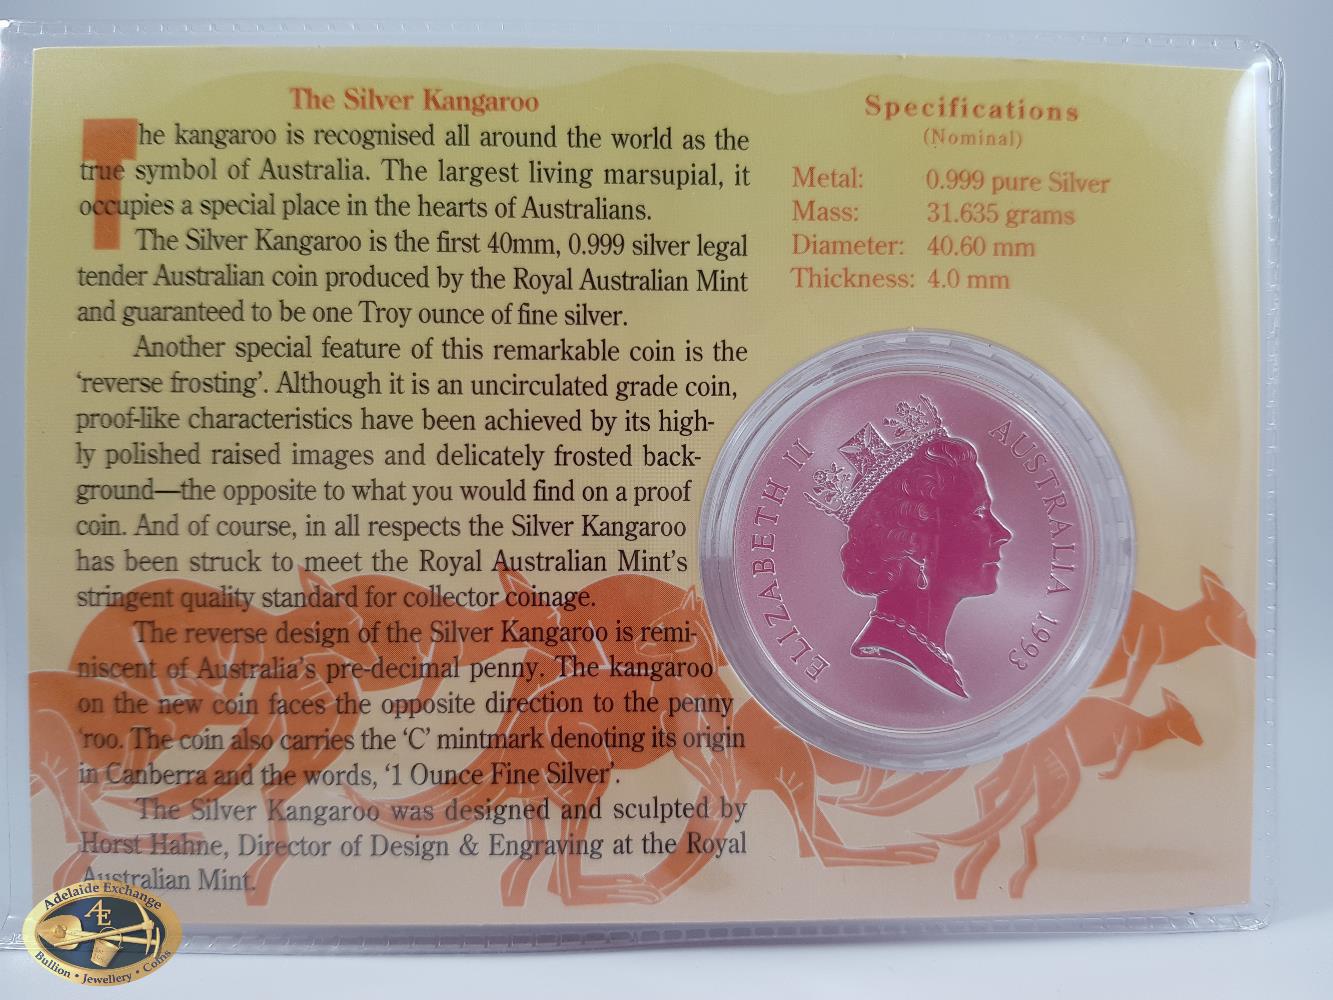 The Silver Kangaroo
The kangaroo is recognised all around the world as the
true symbol of Australia. The largest living marsupial, it
occupies a special place in the hearts of Australians.
The Silver Kangaroo is the first 40mm, 0.999 silver legal
tender Australian coin produced by the Royal Australian Mint
and guaranteed to be one Troy ounce of fine silver.
Another special feature of this remarkable coin is the
‘reverse frosting’. Although it is an uncirculated grade coin,
proof-like characteristics have been achieved by its high-
ly polished raised images and delicately frosted back-
ground—the opposite to what you would find on a proof
coin. And of course, in all respects the Silver Kangaroo
has been struck to meet the Royal Australian Mint’s
stringent quality standard for collector coinage.
The reverse design of the Silver Kangaroo is remi-
niscent of Australia’s pre-decimal penny. The kangaroo
on the new coin faces the opposite direction to the penny
’roo. The coin also carries the ‘C’ mintmark denoting its origin
in Canberra and the words, ‘1 Ounce Fine Silver’.
The Silver Kangaroo was designed and sculpted by
Horst Hahne, Director of Design & Engraving at the Royal
Australian Mint.
Specifications
(Nominal)
Metal: 0.999 pure Silver
Mass: 31.635 grams
Diameter: 40.60 mm
Thickness: 4.0 mm
ELIZABETH II
AUSTRALIA 1993
Adelaide Exchange
AE
Bullion • Jewellery • Coins